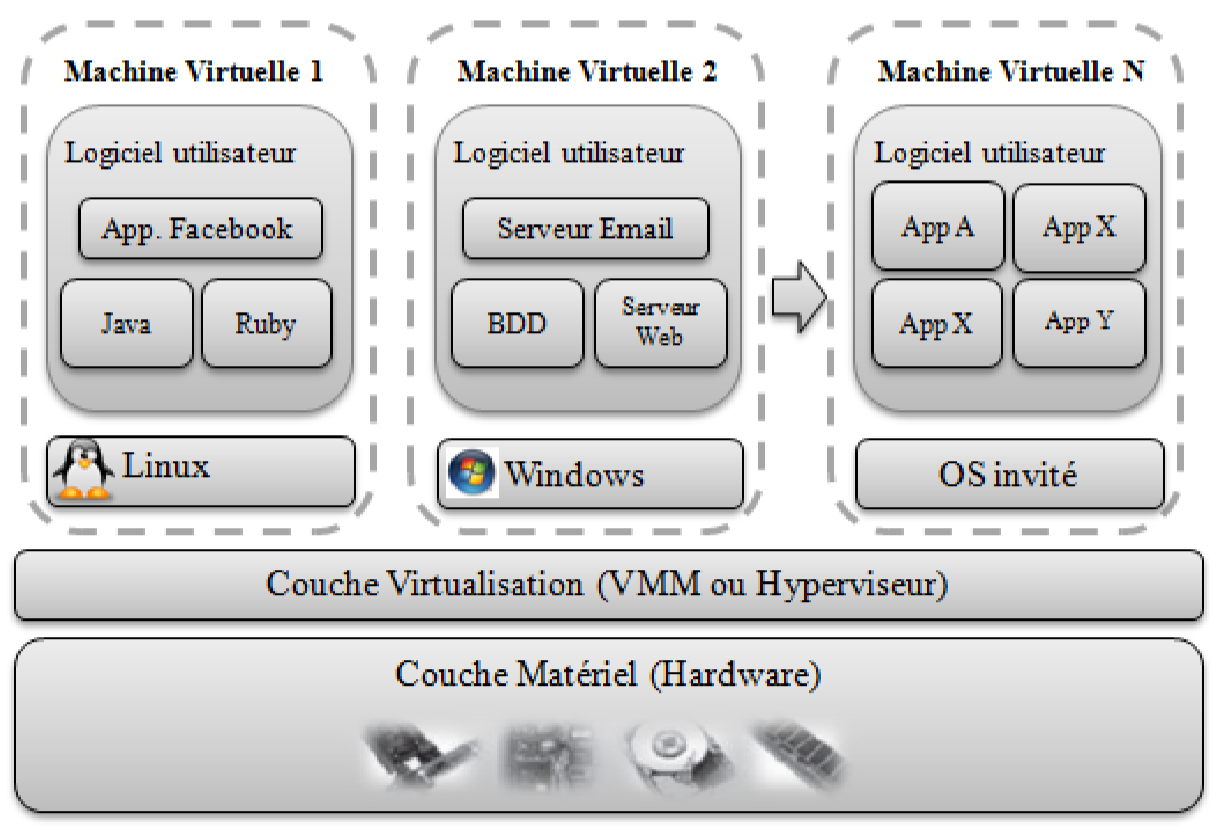 Machine Virtuelle 1
Logiciel utilisateur
App. Facebook
Java
Ruby
Linux
Machine Virtuelle 2
Logiciel utilisateur
Serveur Email
BDD
Serveur
Web
Windows
Machine Virtuelle N
Logiciel utilisateur
App A
App X
App X
App Y
OS invité
Couche Virtualisation (VMM ou Hyperviseur)
Couche Matériel (Hardware)